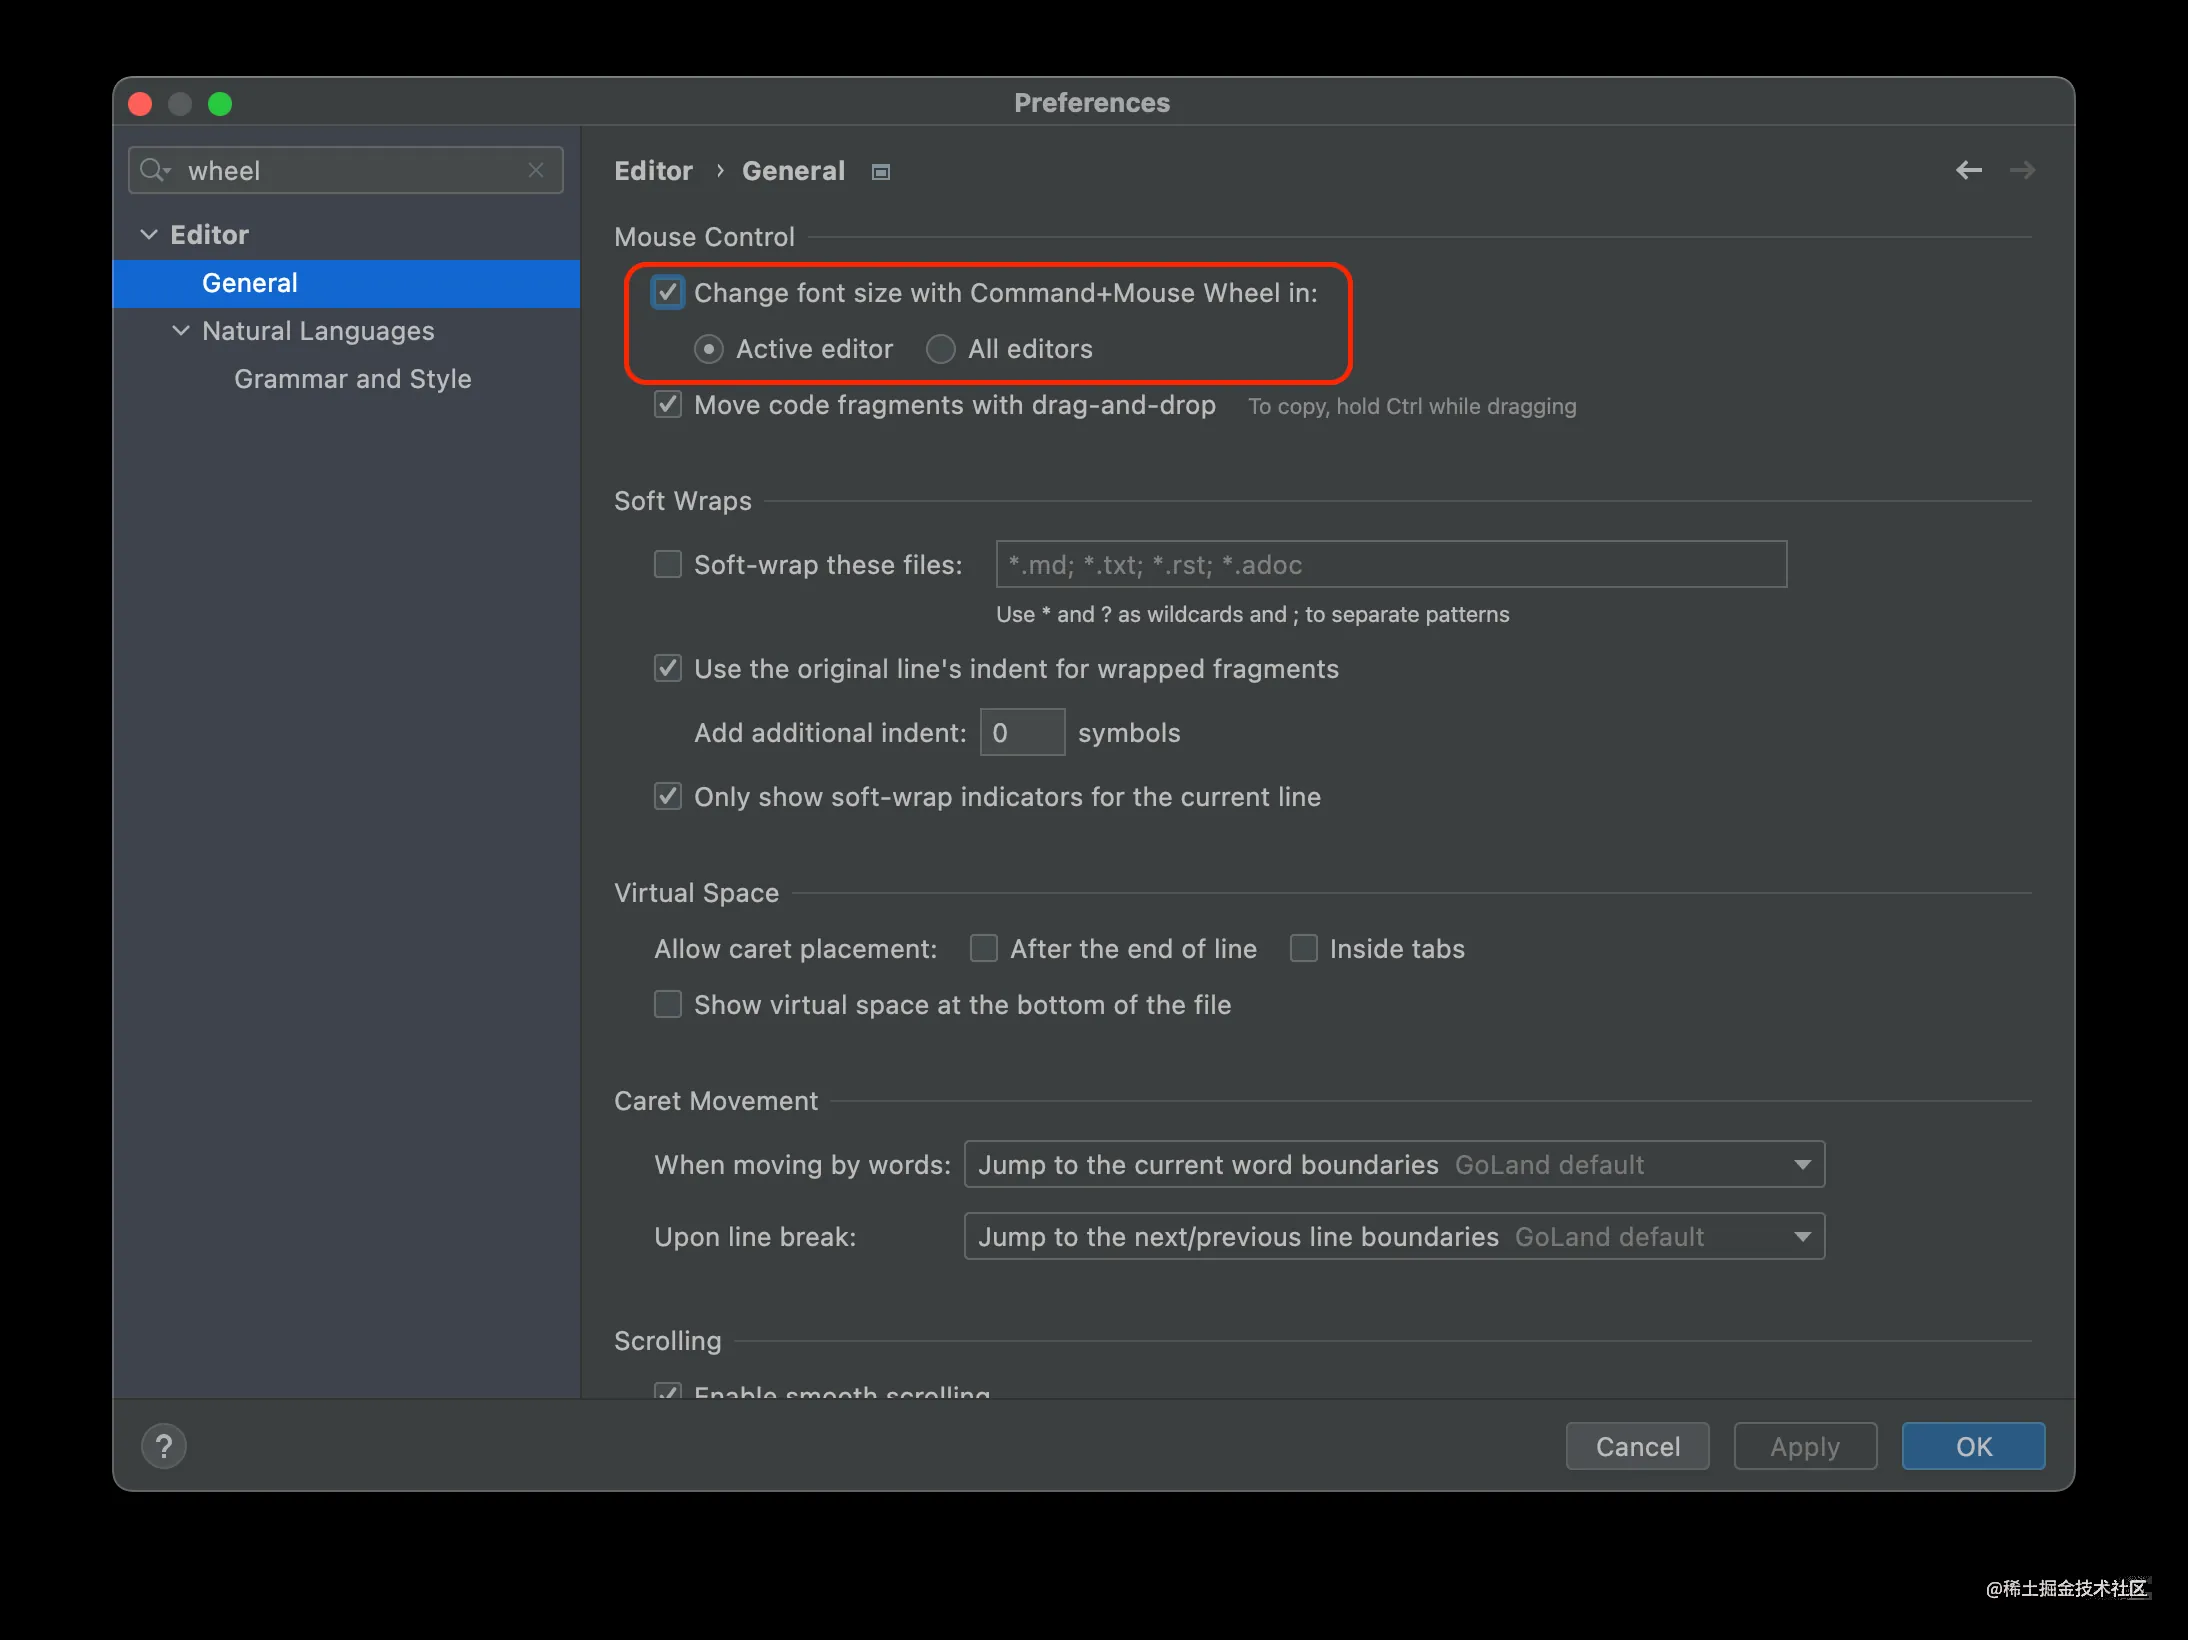 Preferences
wheel
Editor
General
Natural Languages
Grammar and Style
Editor › General
Mouse Control
Change font size with Command+Mouse Wheel in:
Active editor All editors
Move code fragments with drag-and-drop To copy, hold Ctrl while dragging
Soft Wraps
Soft-wrap these files: *.md; *.txt; *.rst; *.adoc
Use * and ? as wildcards and ; to separate patterns
Use the original line's indent for wrapped fragments
Add additional indent: 0 symbols
Only show soft-wrap indicators for the current line
Virtual Space
Allow caret placement: After the end of line Inside tabs
Show virtual space at the bottom of the file
Caret Movement
When moving by words: Jump to the current word boundaries GoLand default
Upon line break: Jump to the next/previous line boundaries GoLand default
Scrolling
Enable smooth scrolling
? Cancel Apply OK
@稀土掘金技术社区